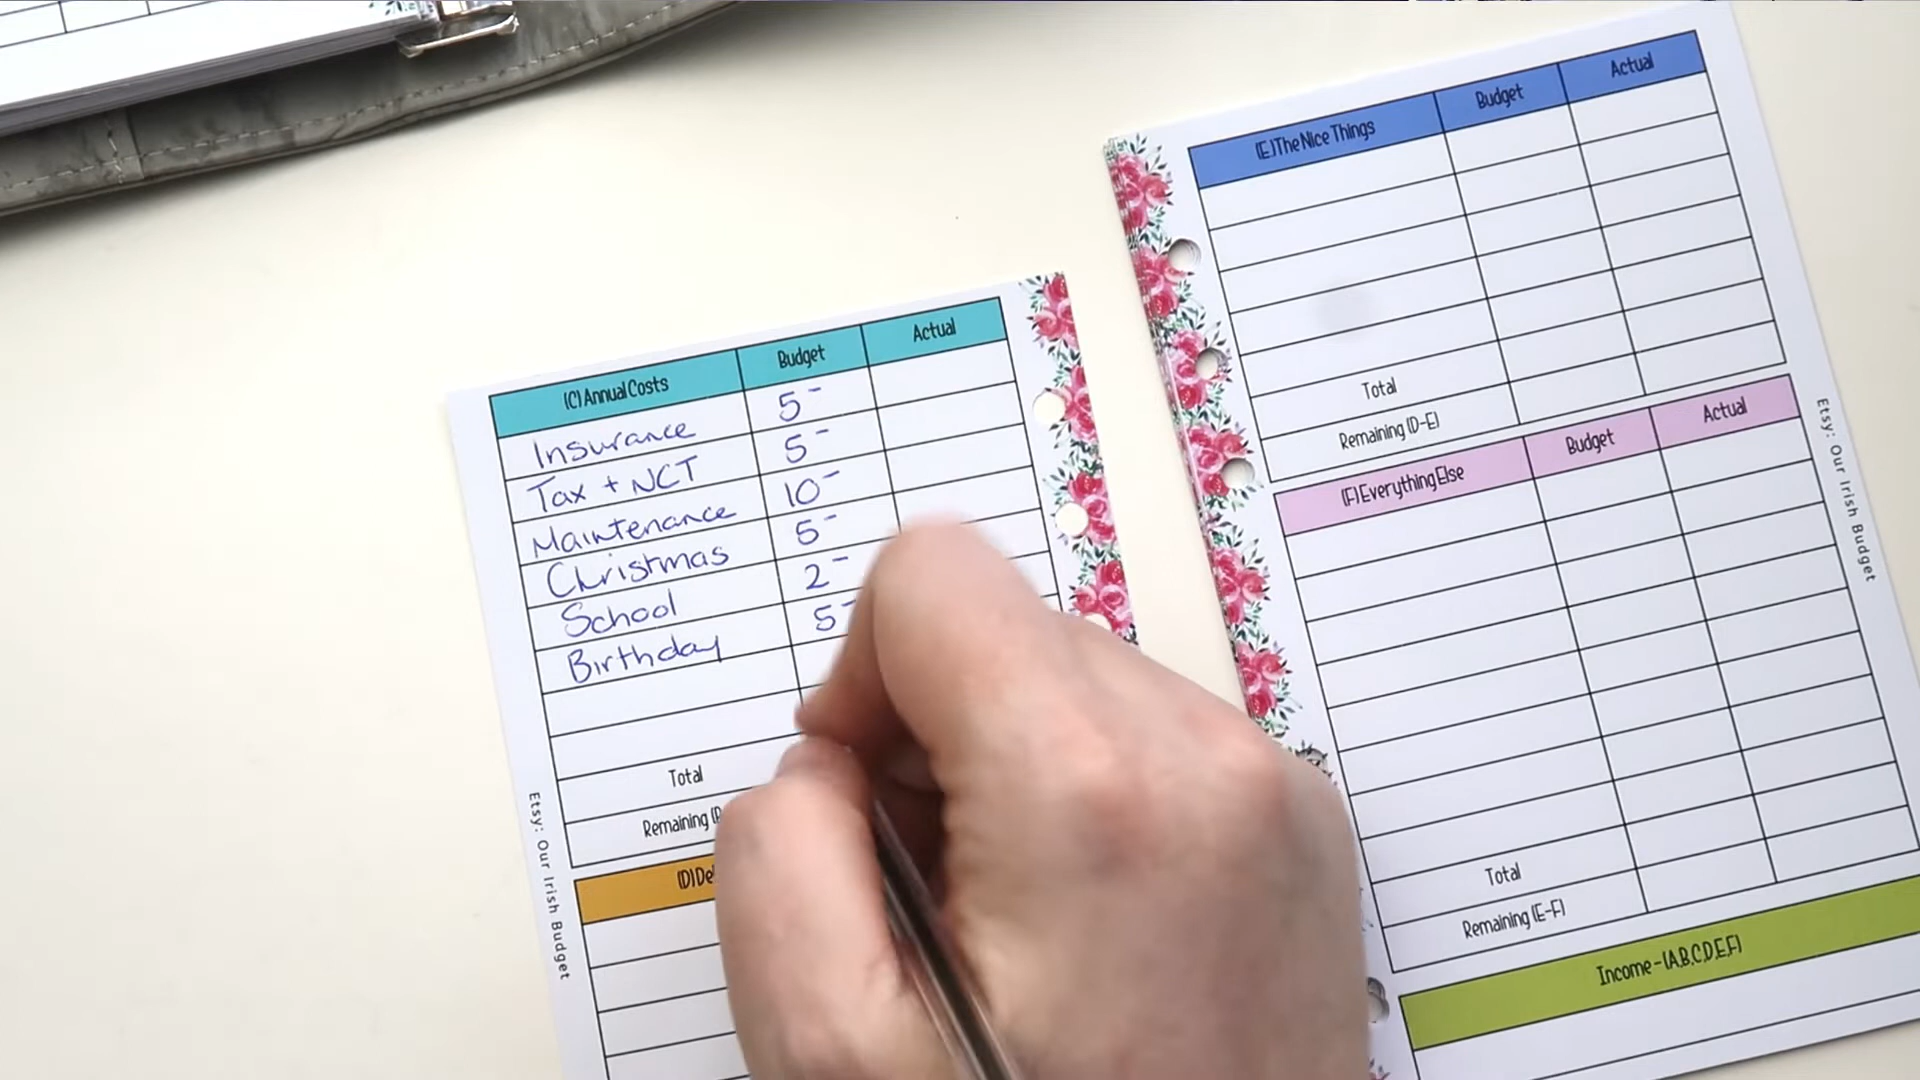 (C) Annual Costs Budget Actual
Insurance 5-
Tax + NCT 5-
Maintenance 10-
Christmas 5-
School 2-
Birthday 5-
Total
Remaining
(D)
Etsy: Our Irish Budget
(E) The Nice Things Budget Actual
Total
Remaining (D-E)
(F) Everything Else Budget Actual
Total
Remaining (E-F)
Income - (A,B,C,D,E,F)
Etsy: Our Irish Budget